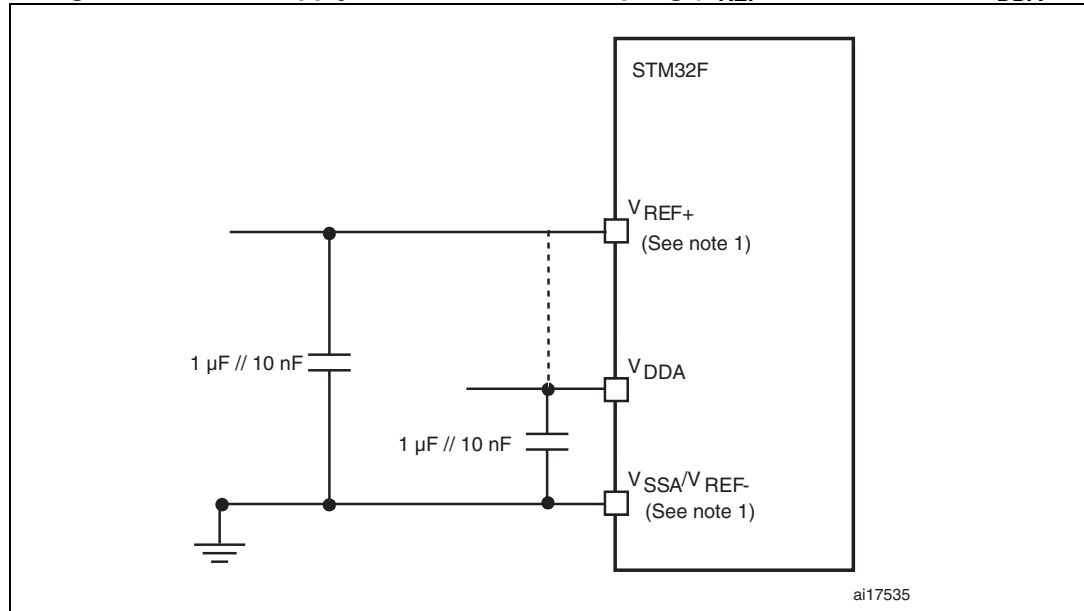 STM32F
VREF+
(See note 1)
1 µF // 10 nF
VDDA
1 µF // 10 nF
VSSA/VREF-
(See note 1)
ai17535